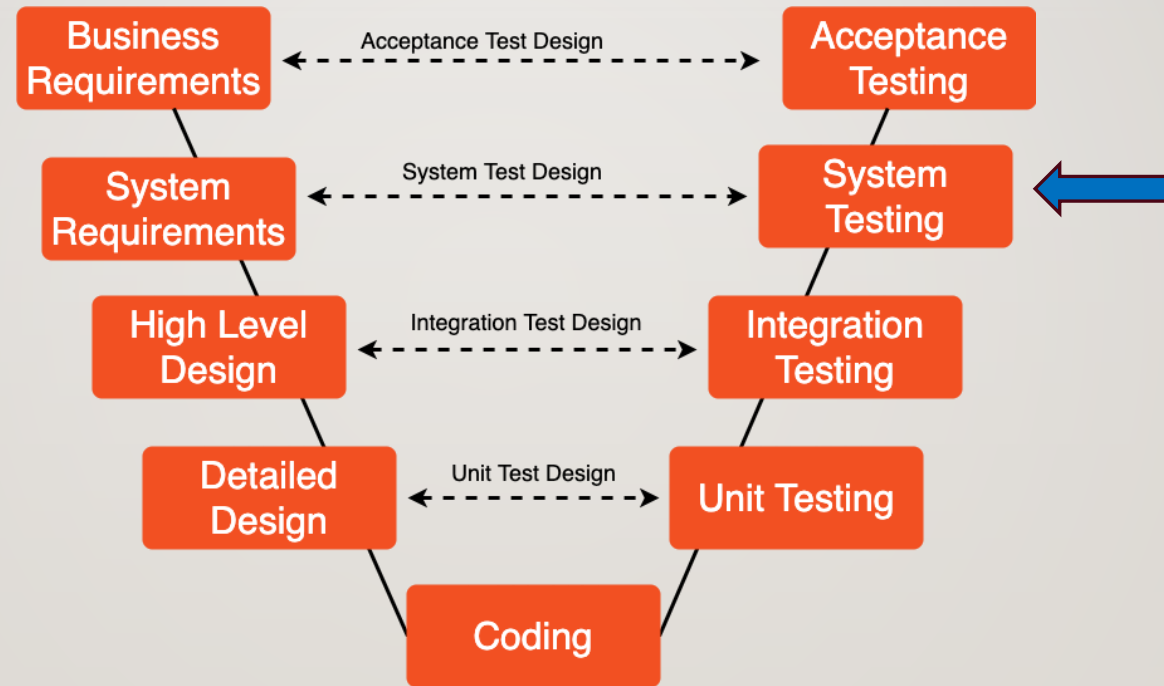 Business
Requirements
Acceptance Test Design
Acceptance
Testing
System
Requirements
System Test Design
System
Testing
High Level
Design
Integration Test Design
Integration
Testing
Detailed
Design
Unit Test Design
Unit Testing
Coding